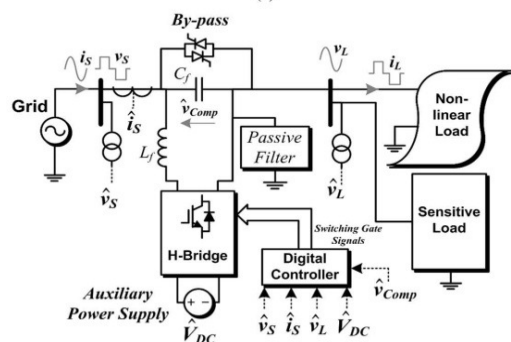 By-pass
i_S
v_S
C_f
v_L
i_L
Grid
î_S
v̂_Comp
Non-
linear
Load
L_f
Passive
Filter
v̂_S
v̂_L
Switching Gate
Signals
Sensitive
Load
H-Bridge
Digital
Controller
Auxiliary
Power Supply
+ -
v̂_Comp
V̂_DC
v̂_S î_S v̂_L V̂_DC